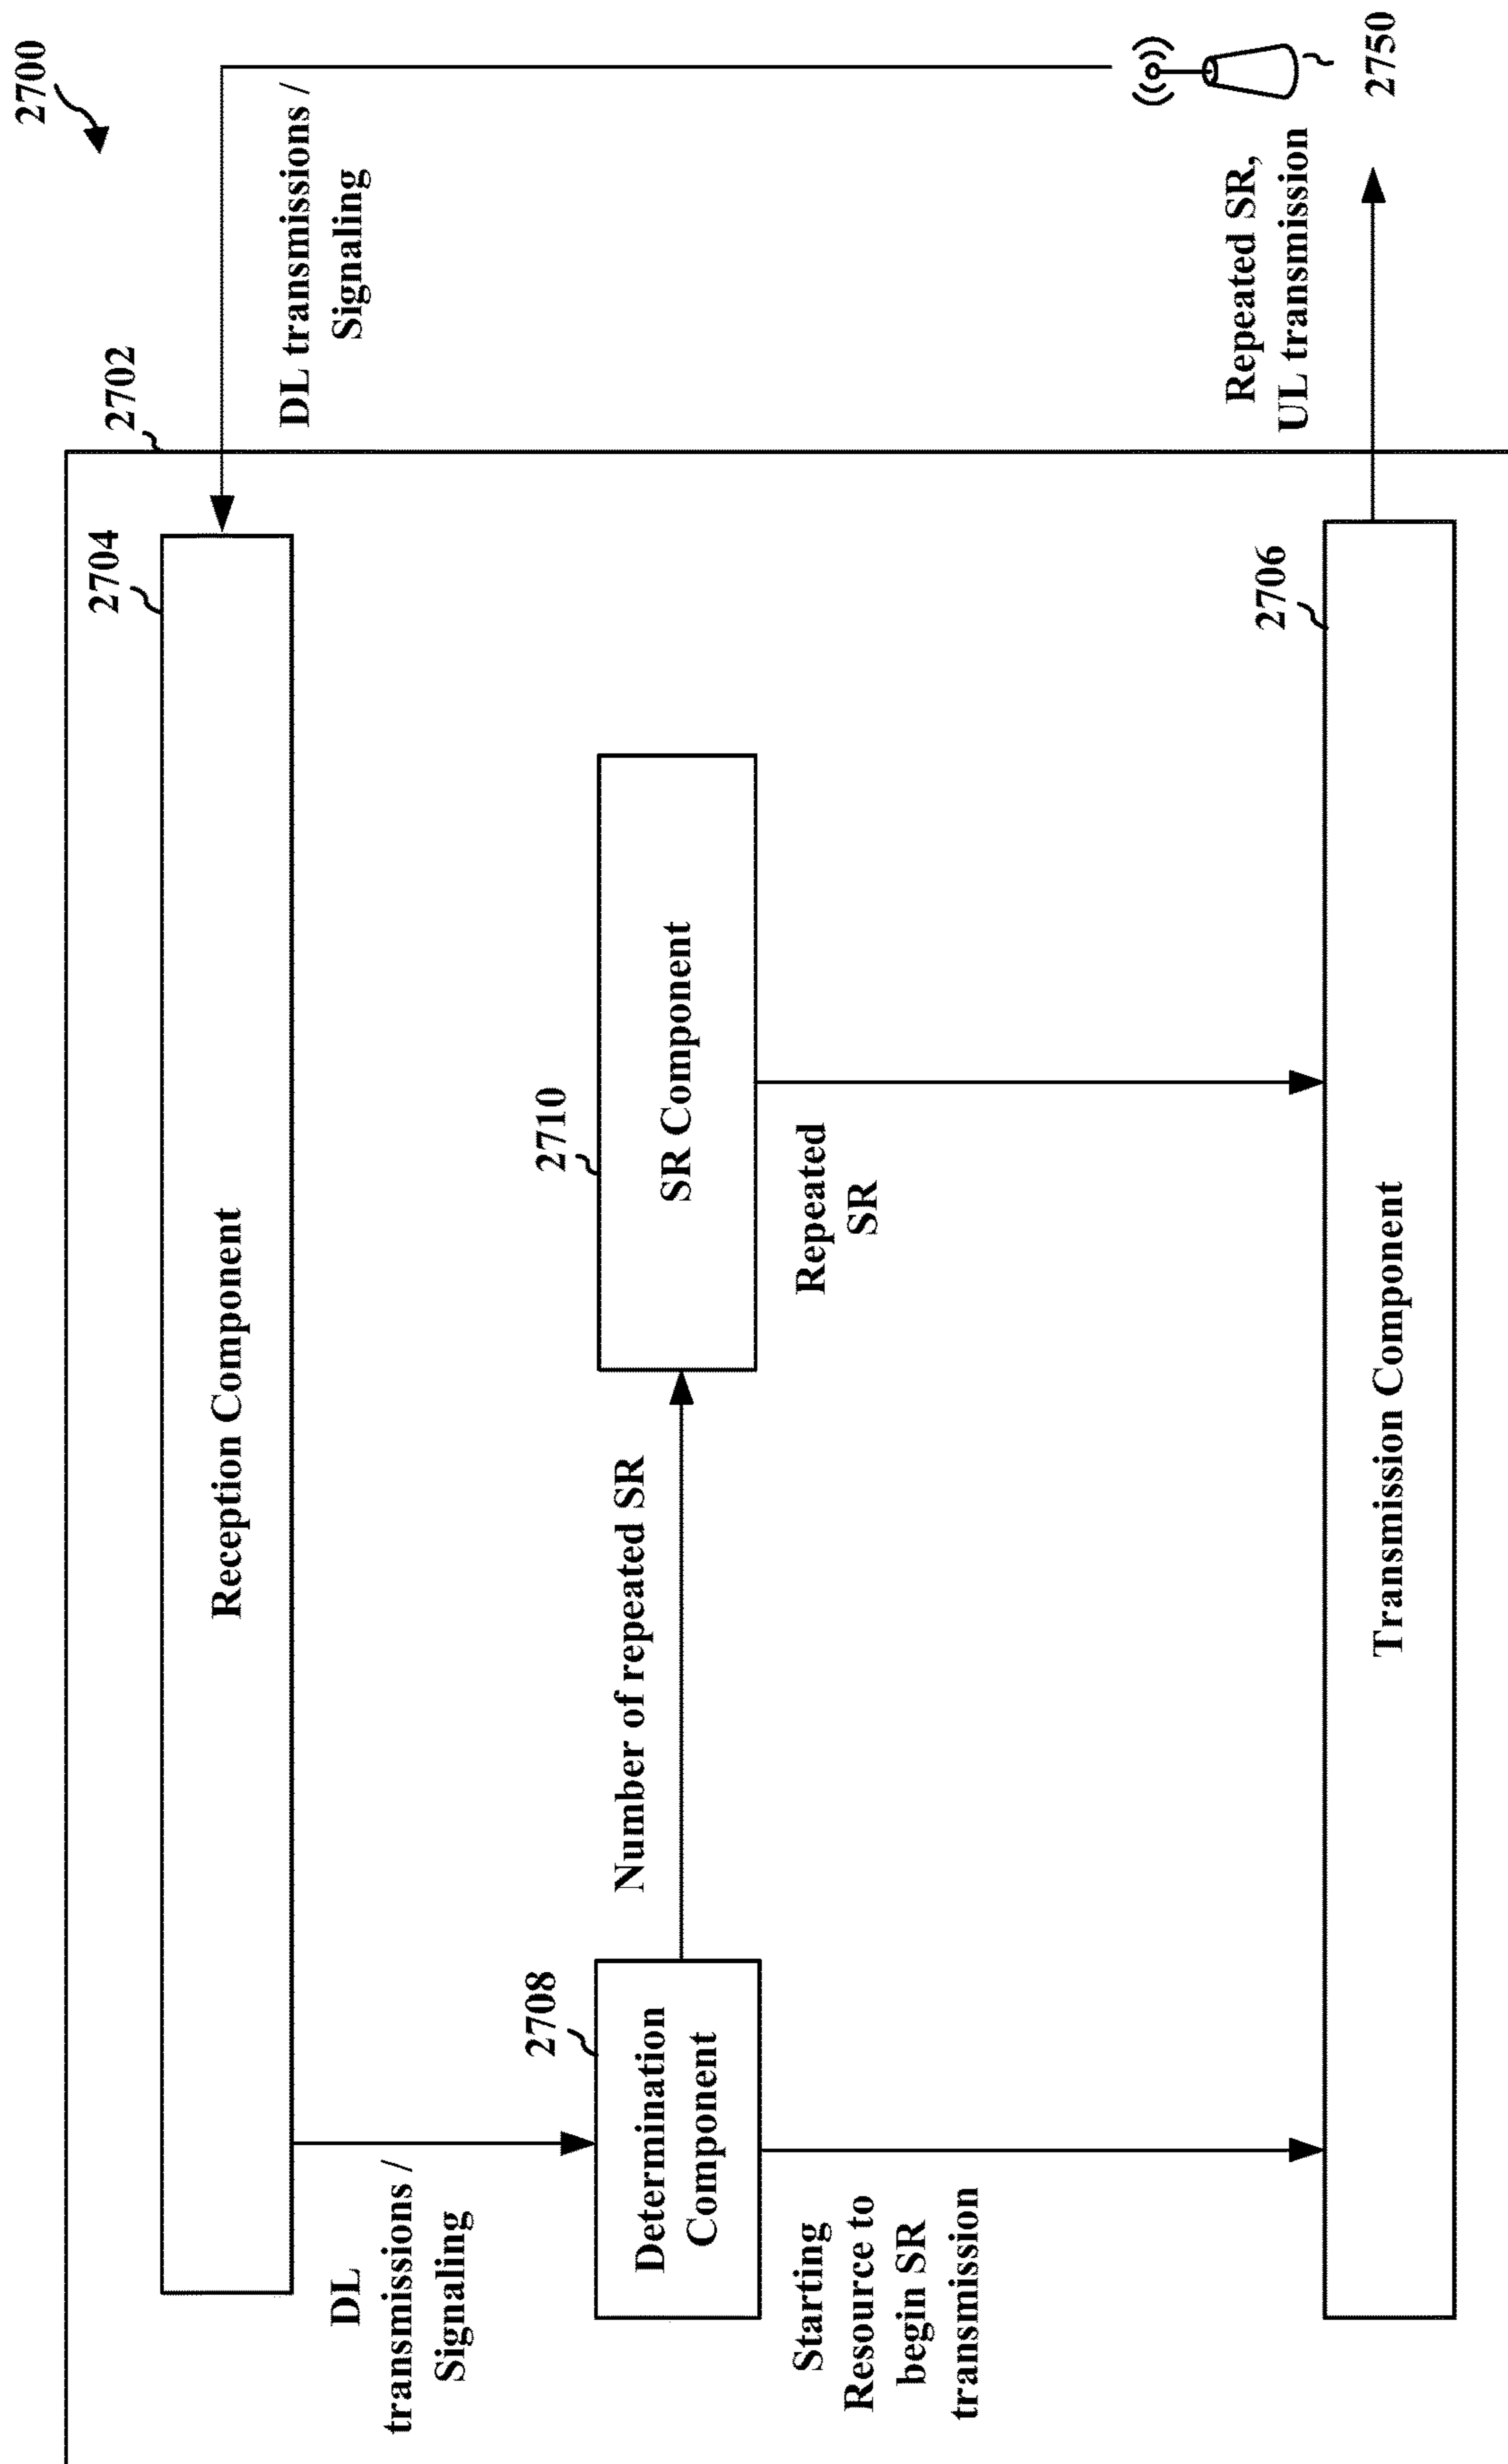 2700
2702
2704
Reception Component
DL transmissions /
Signaling
DL
transmissions /
Signaling
2708
Determination
Component
Number of repeated SR
2710
SR Component
Starting
Resource to
begin SR
transmission
Repeated
SR
2706
Transmission Component
Repeated SR,
UL transmission
2750